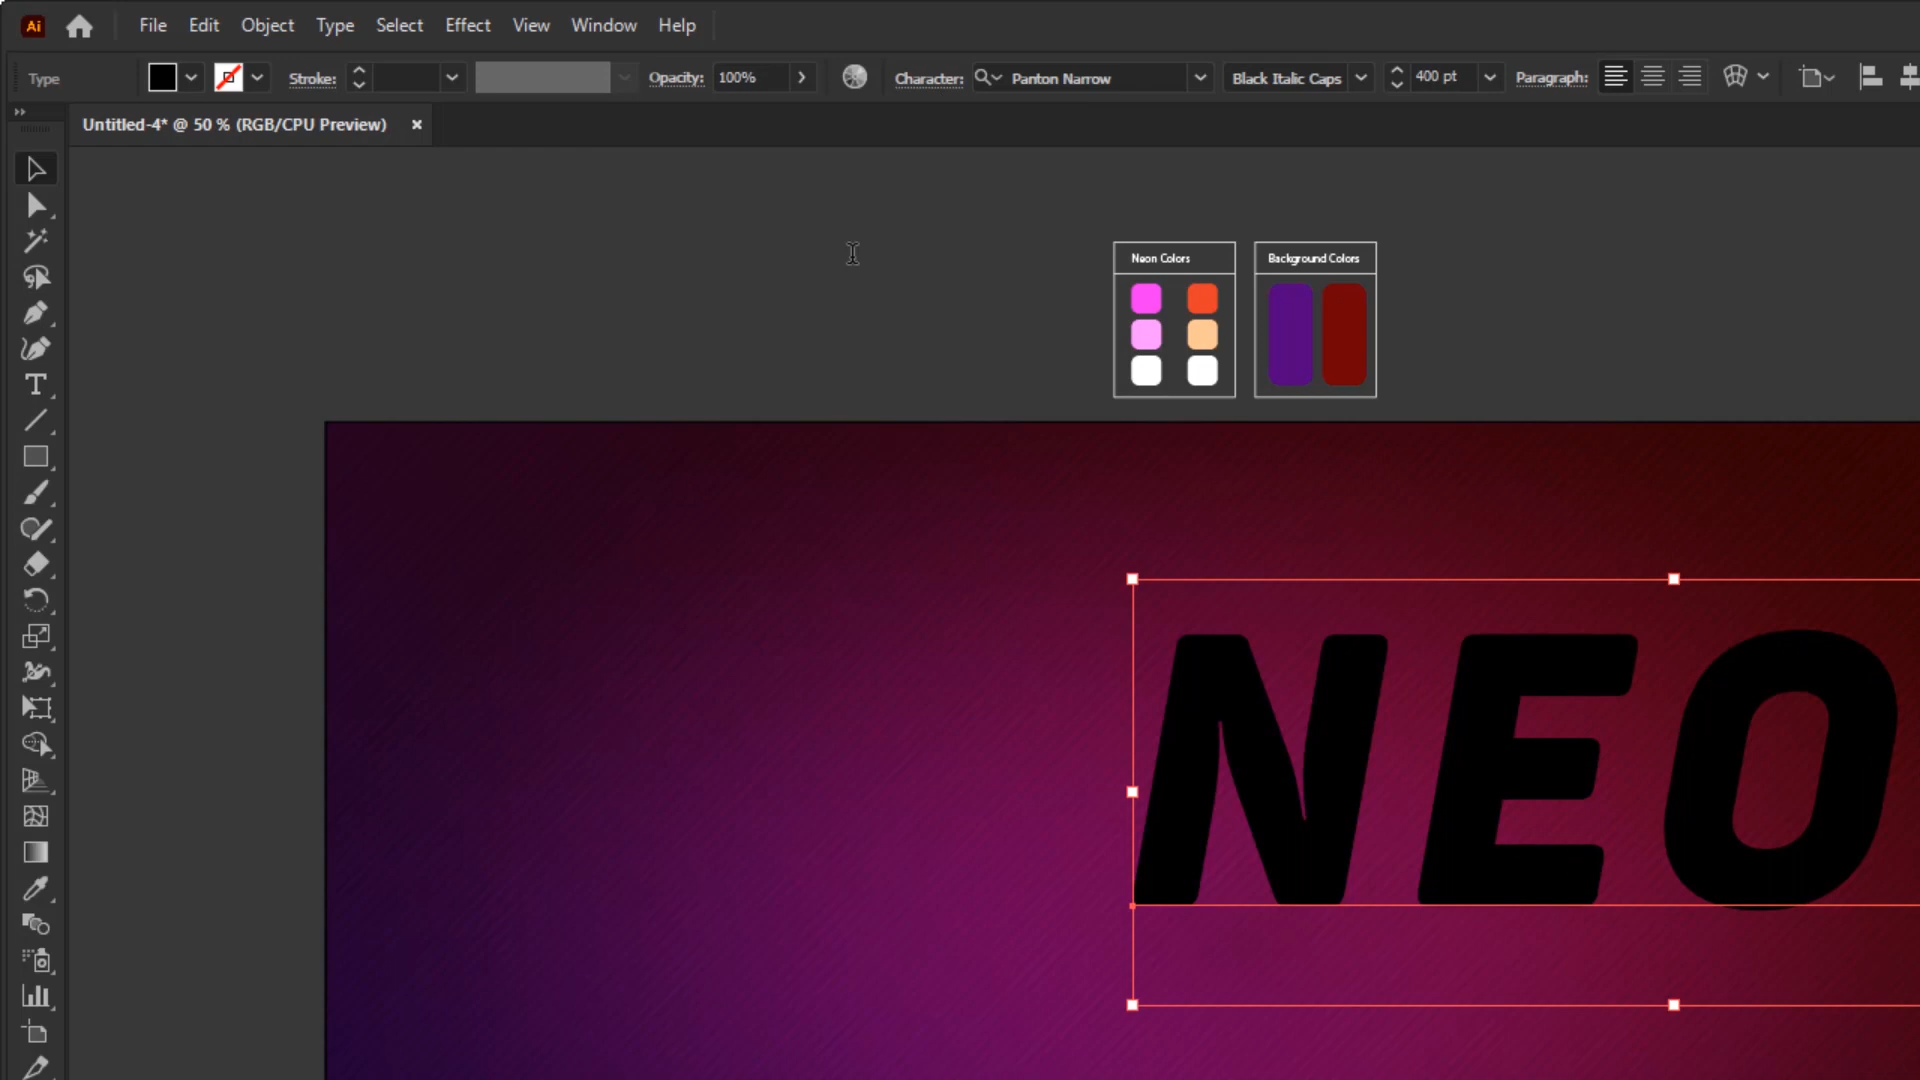 Ai File Edit Object Type Select Effect View Window Help
Type Stroke: Opacity: 100% Character: Panton Narrow Black Italic Caps 400 pt Paragraph:
Untitled-4* @ 50 % (RGB/CPU Preview)
Neon Colors Background Colors
NEO